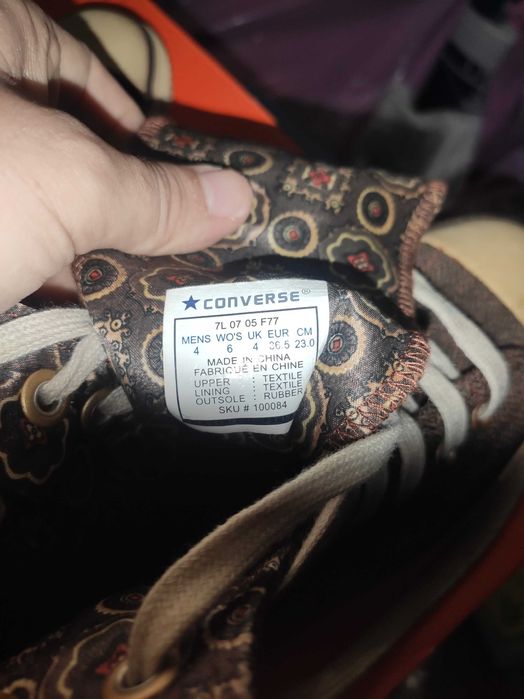 ★CONVERSE®
7L 07 05 F77
MENS WO'S UK EUR CM
4 6 4 36.5 23.0
MADE IN CHINA
FABRIQUÉ EN CHINE
UPPER : TEXTILE
LINING : TEXTILE
OUTSOLE : RUBBER
SKU # 100084